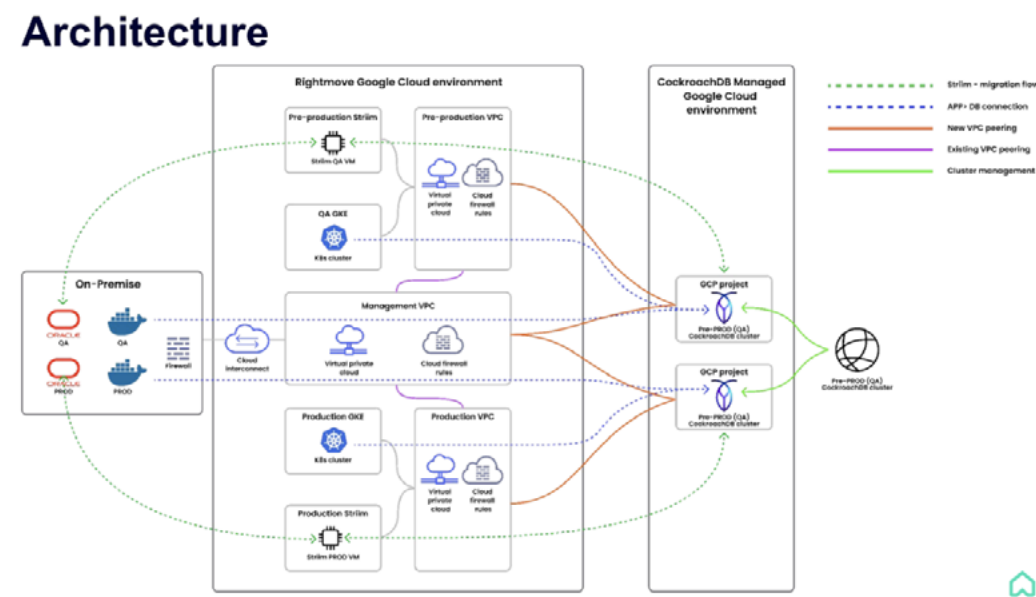 Architecture
Rightmove Google Cloud environment
CockroachDB Managed
Google Cloud
environment
Striim - migration flow
APP> DB connection
New VPC peering
Existing VPC peering
Cluster management
Pre-production Striim
Striim QA VM
Pre-production VPC
Virtual
private
cloud
Cloud
firewall
rules
QA GKE
K8s cluster
On-Premise
ORACLE
QA
QA
ORACLE
PROD
PROD
Firewall
Cloud
interconnect
Management VPC
Virtual private
cloud
Cloud firewall
rules
GCP project
Pre-PROD (QA)
CockroachDB cluster
GCP project
Pre-PROD (QA)
CockroachDB cluster
Pre-PROD (QA)
CockroachDB cluster
Production GKE
K8s cluster
Production VPC
Virtual
private
cloud
Cloud
firewall
rules
Production Striim
Striim PROD VM